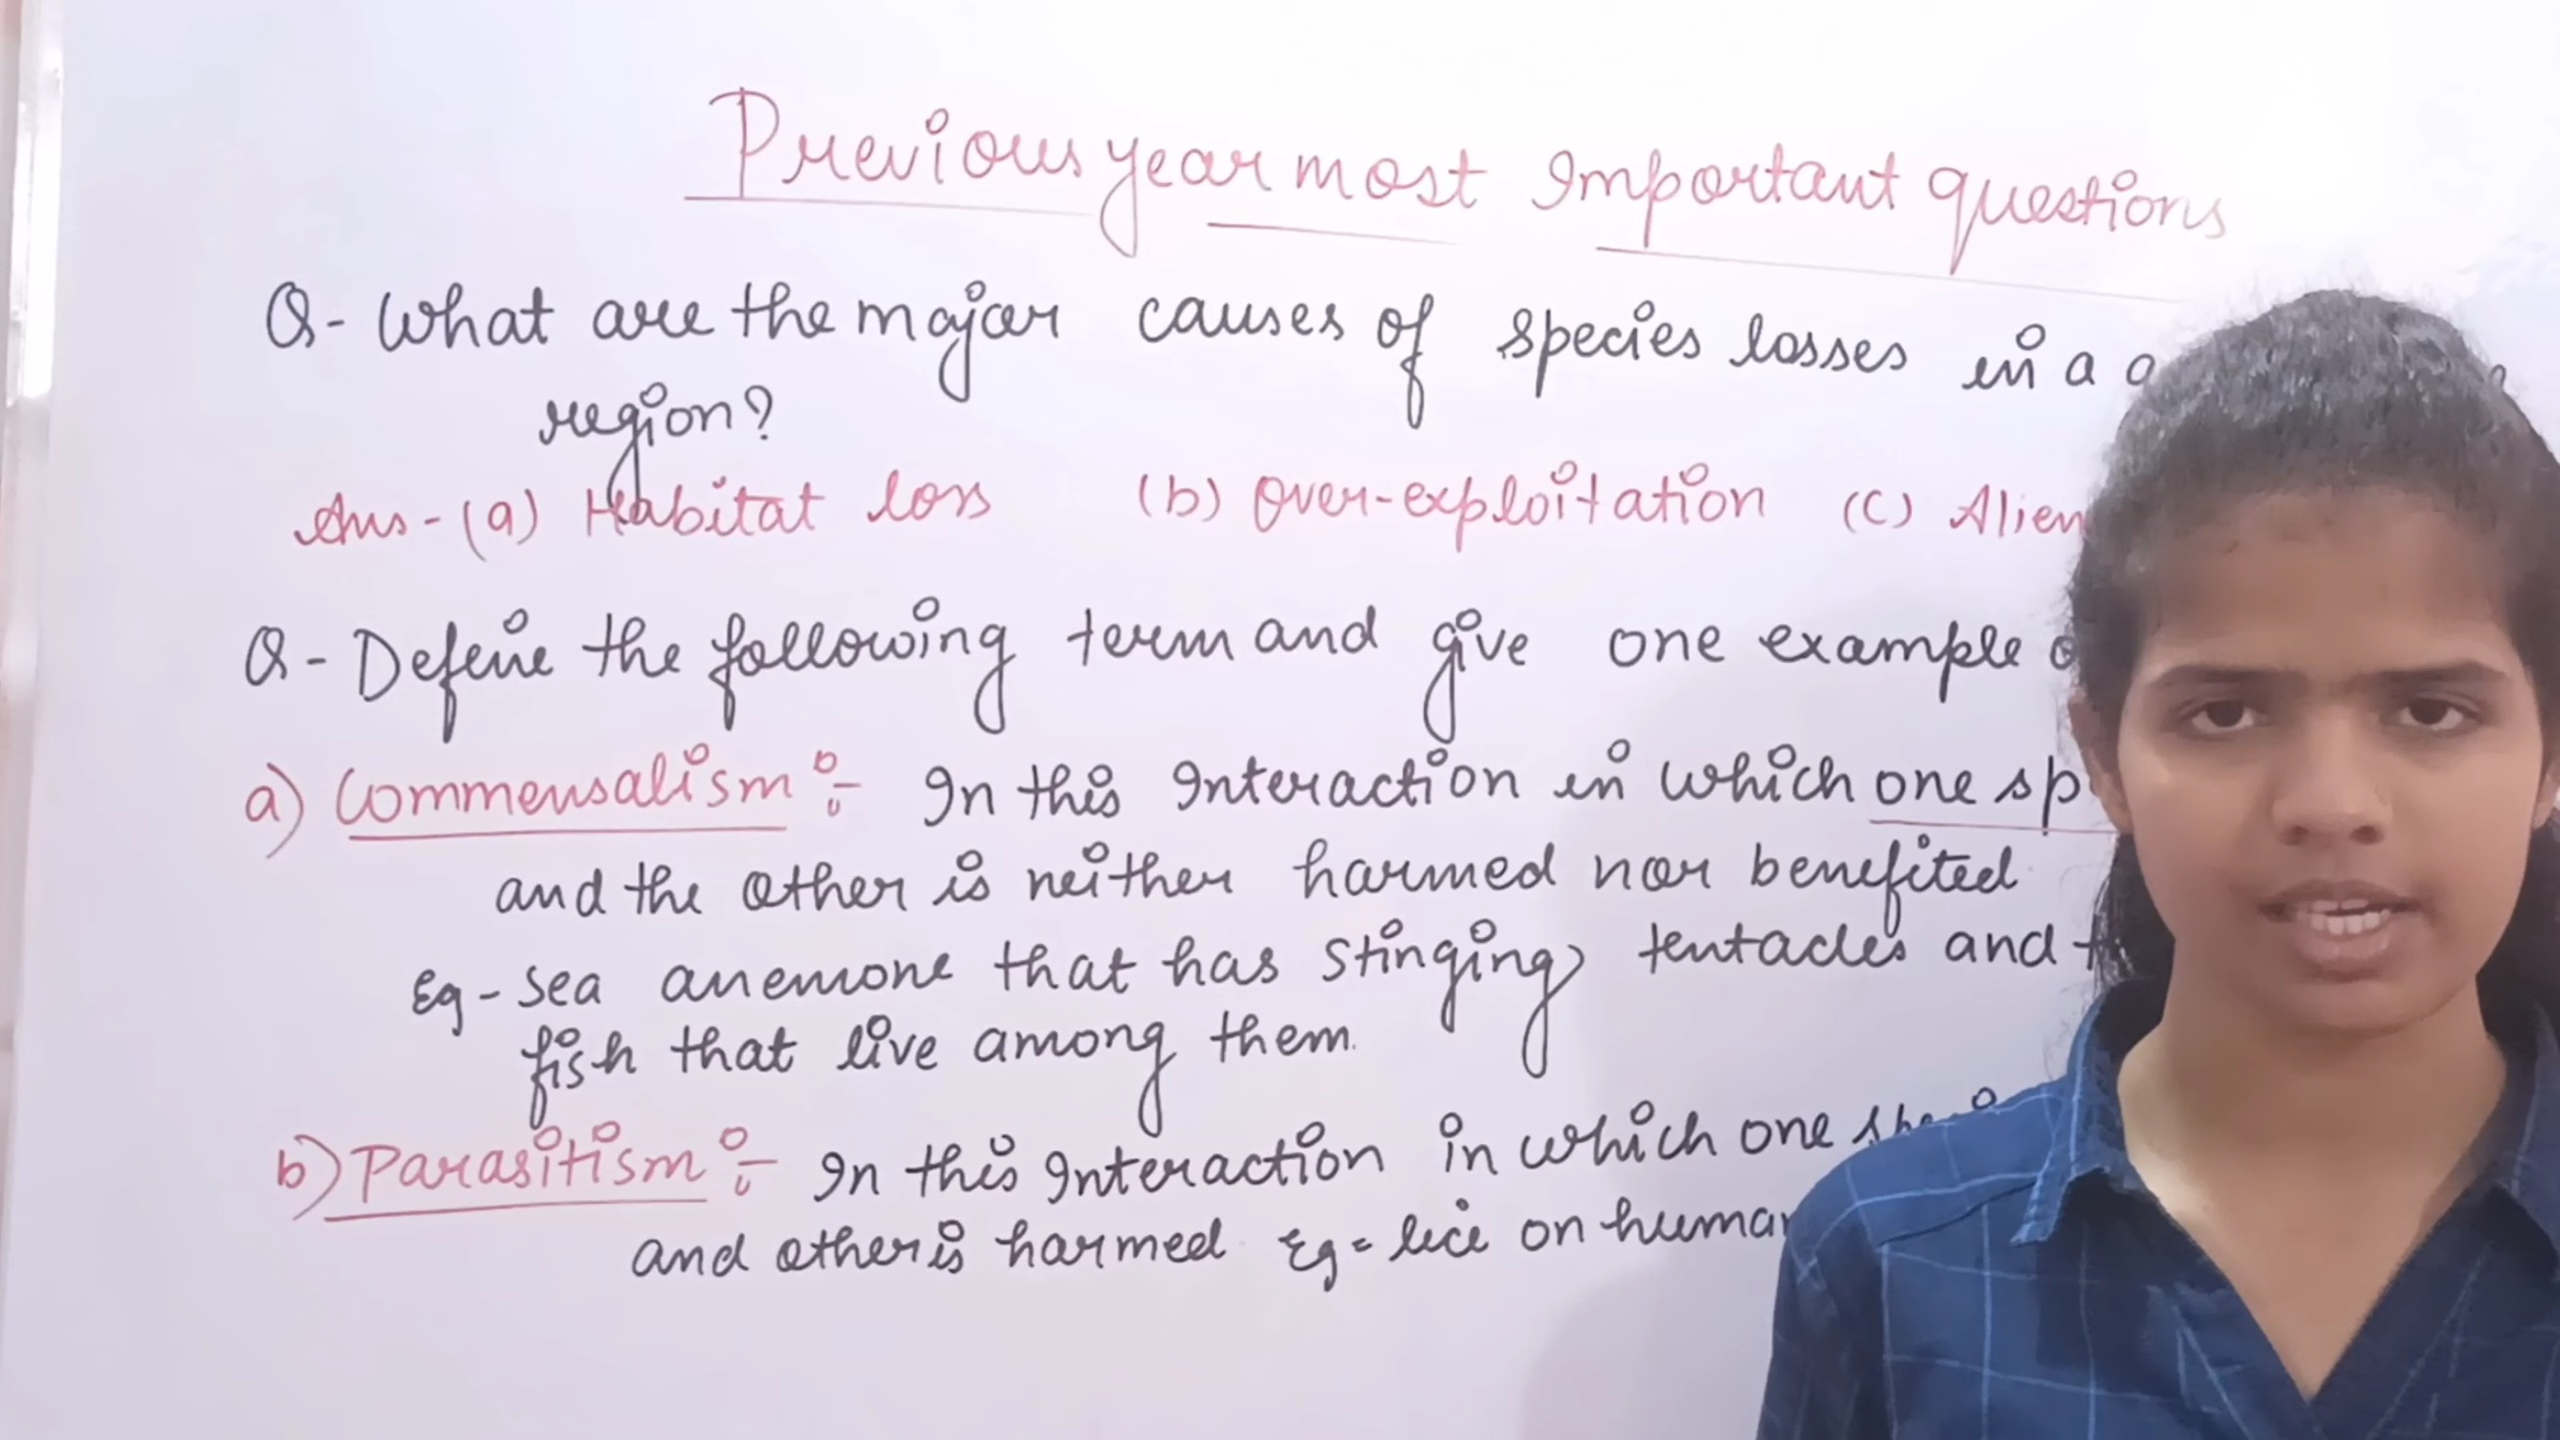 Previous year most Important questions
Q- What are the major causes of species losses in a
region?
Ans- (a) Habitat loss (b) Over-exploitation (c) Alien
Q- Define the following term and give one example
a) Commensalism :- In this Interaction in which one
and the other is neither harmed nor benefited
Eg- Sea anemone that has stinging tentacles and
fish that live among them.
b) Parasitism :- In this Interaction in which one
and other is harmed Eg = lice on human